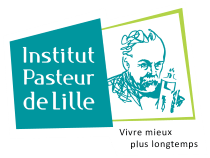 Institut
Pasteur
de Lille
Vivre mieux
plus longtemps